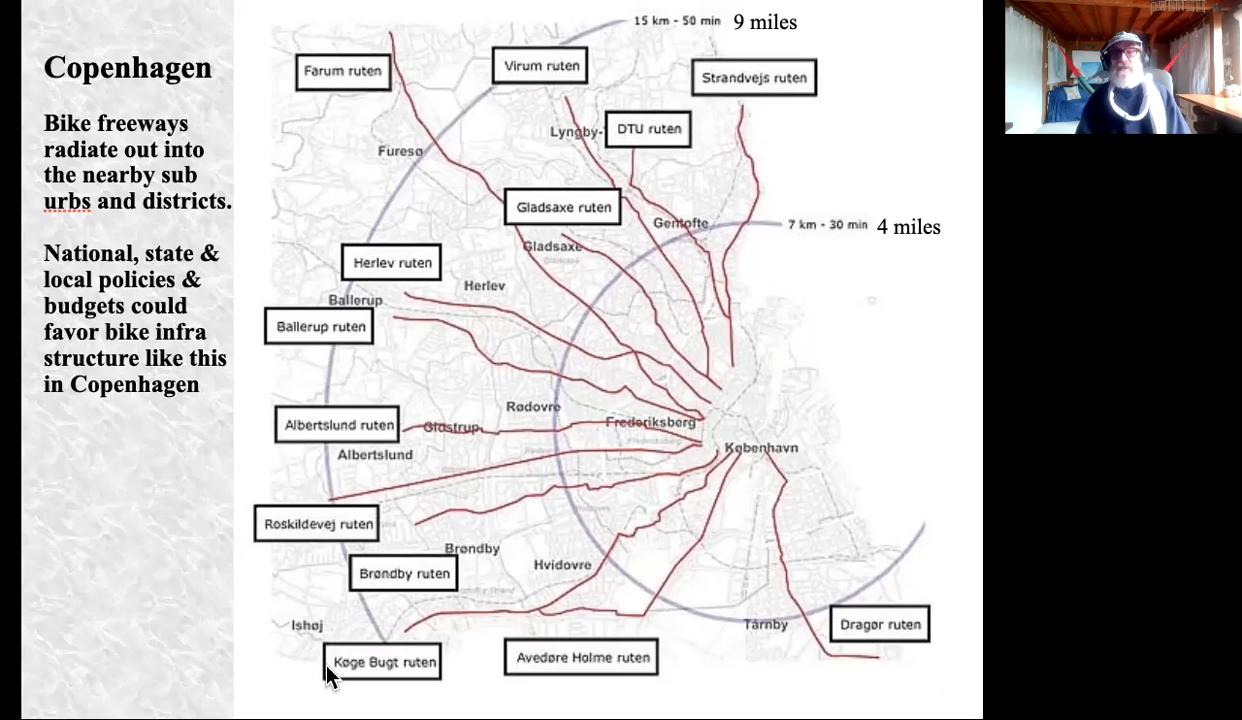 Copenhagen
Bike freeways
radiate out into
the nearby sub
urbs and districts.
National, state &
local policies &
budgets could
favor bike infra
structure like this
in Copenhagen
15 km - 50 min 9 miles
Farum ruten
Virum ruten
Strandvejs ruten
Lyngby-
DTU ruten
Furesø
Gladsaxe ruten
Gentofte
7 km - 30 min 4 miles
Gladsaxe
Herlev ruten
Herlev
Ballerup
Ballerup ruten
Rødovre
Albertslund ruten
Glostrup
Frederiksberg
København
Albertslund
Roskildevej ruten
Brøndby
Hvidovre
Brøndby ruten
Ishøj
Tårnby
Dragør ruten
Køge Bugt ruten
Avedøre Holme ruten